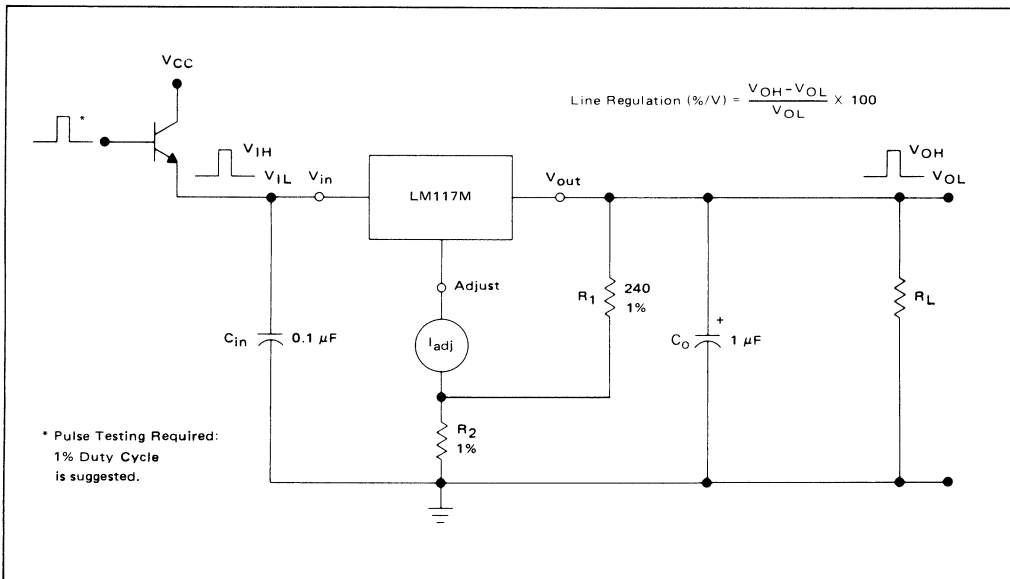 VCC
Line Regulation (%/V) = VOH-VOL / VOL X 100
*
VIH
VIL
Vin
LM117M
Vout
VOH
VOL
Adjust
R1
240
1%
RL
Cin
0.1 µF
Iadj
+
CO
1 µF
R2
1%
* Pulse Testing Required:
1% Duty Cycle
is suggested.